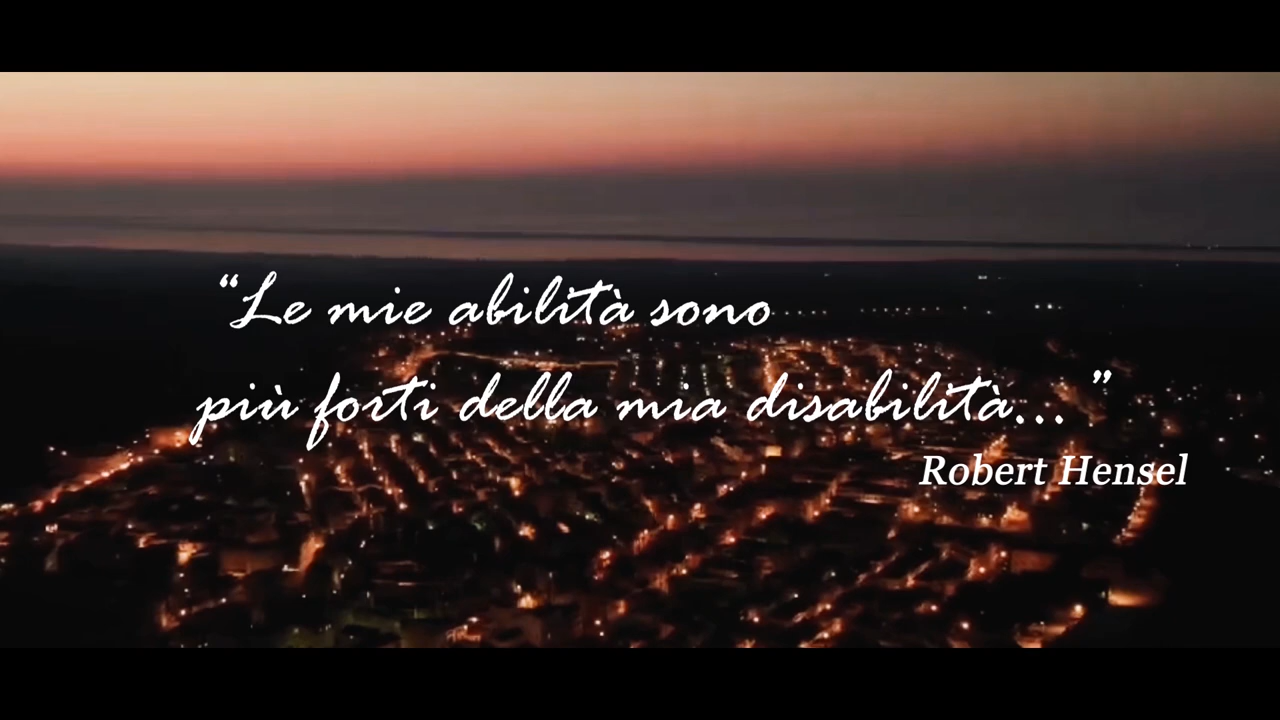 “Le mie abilità sono
più forti della mia disabilità...”
Robert Hensel